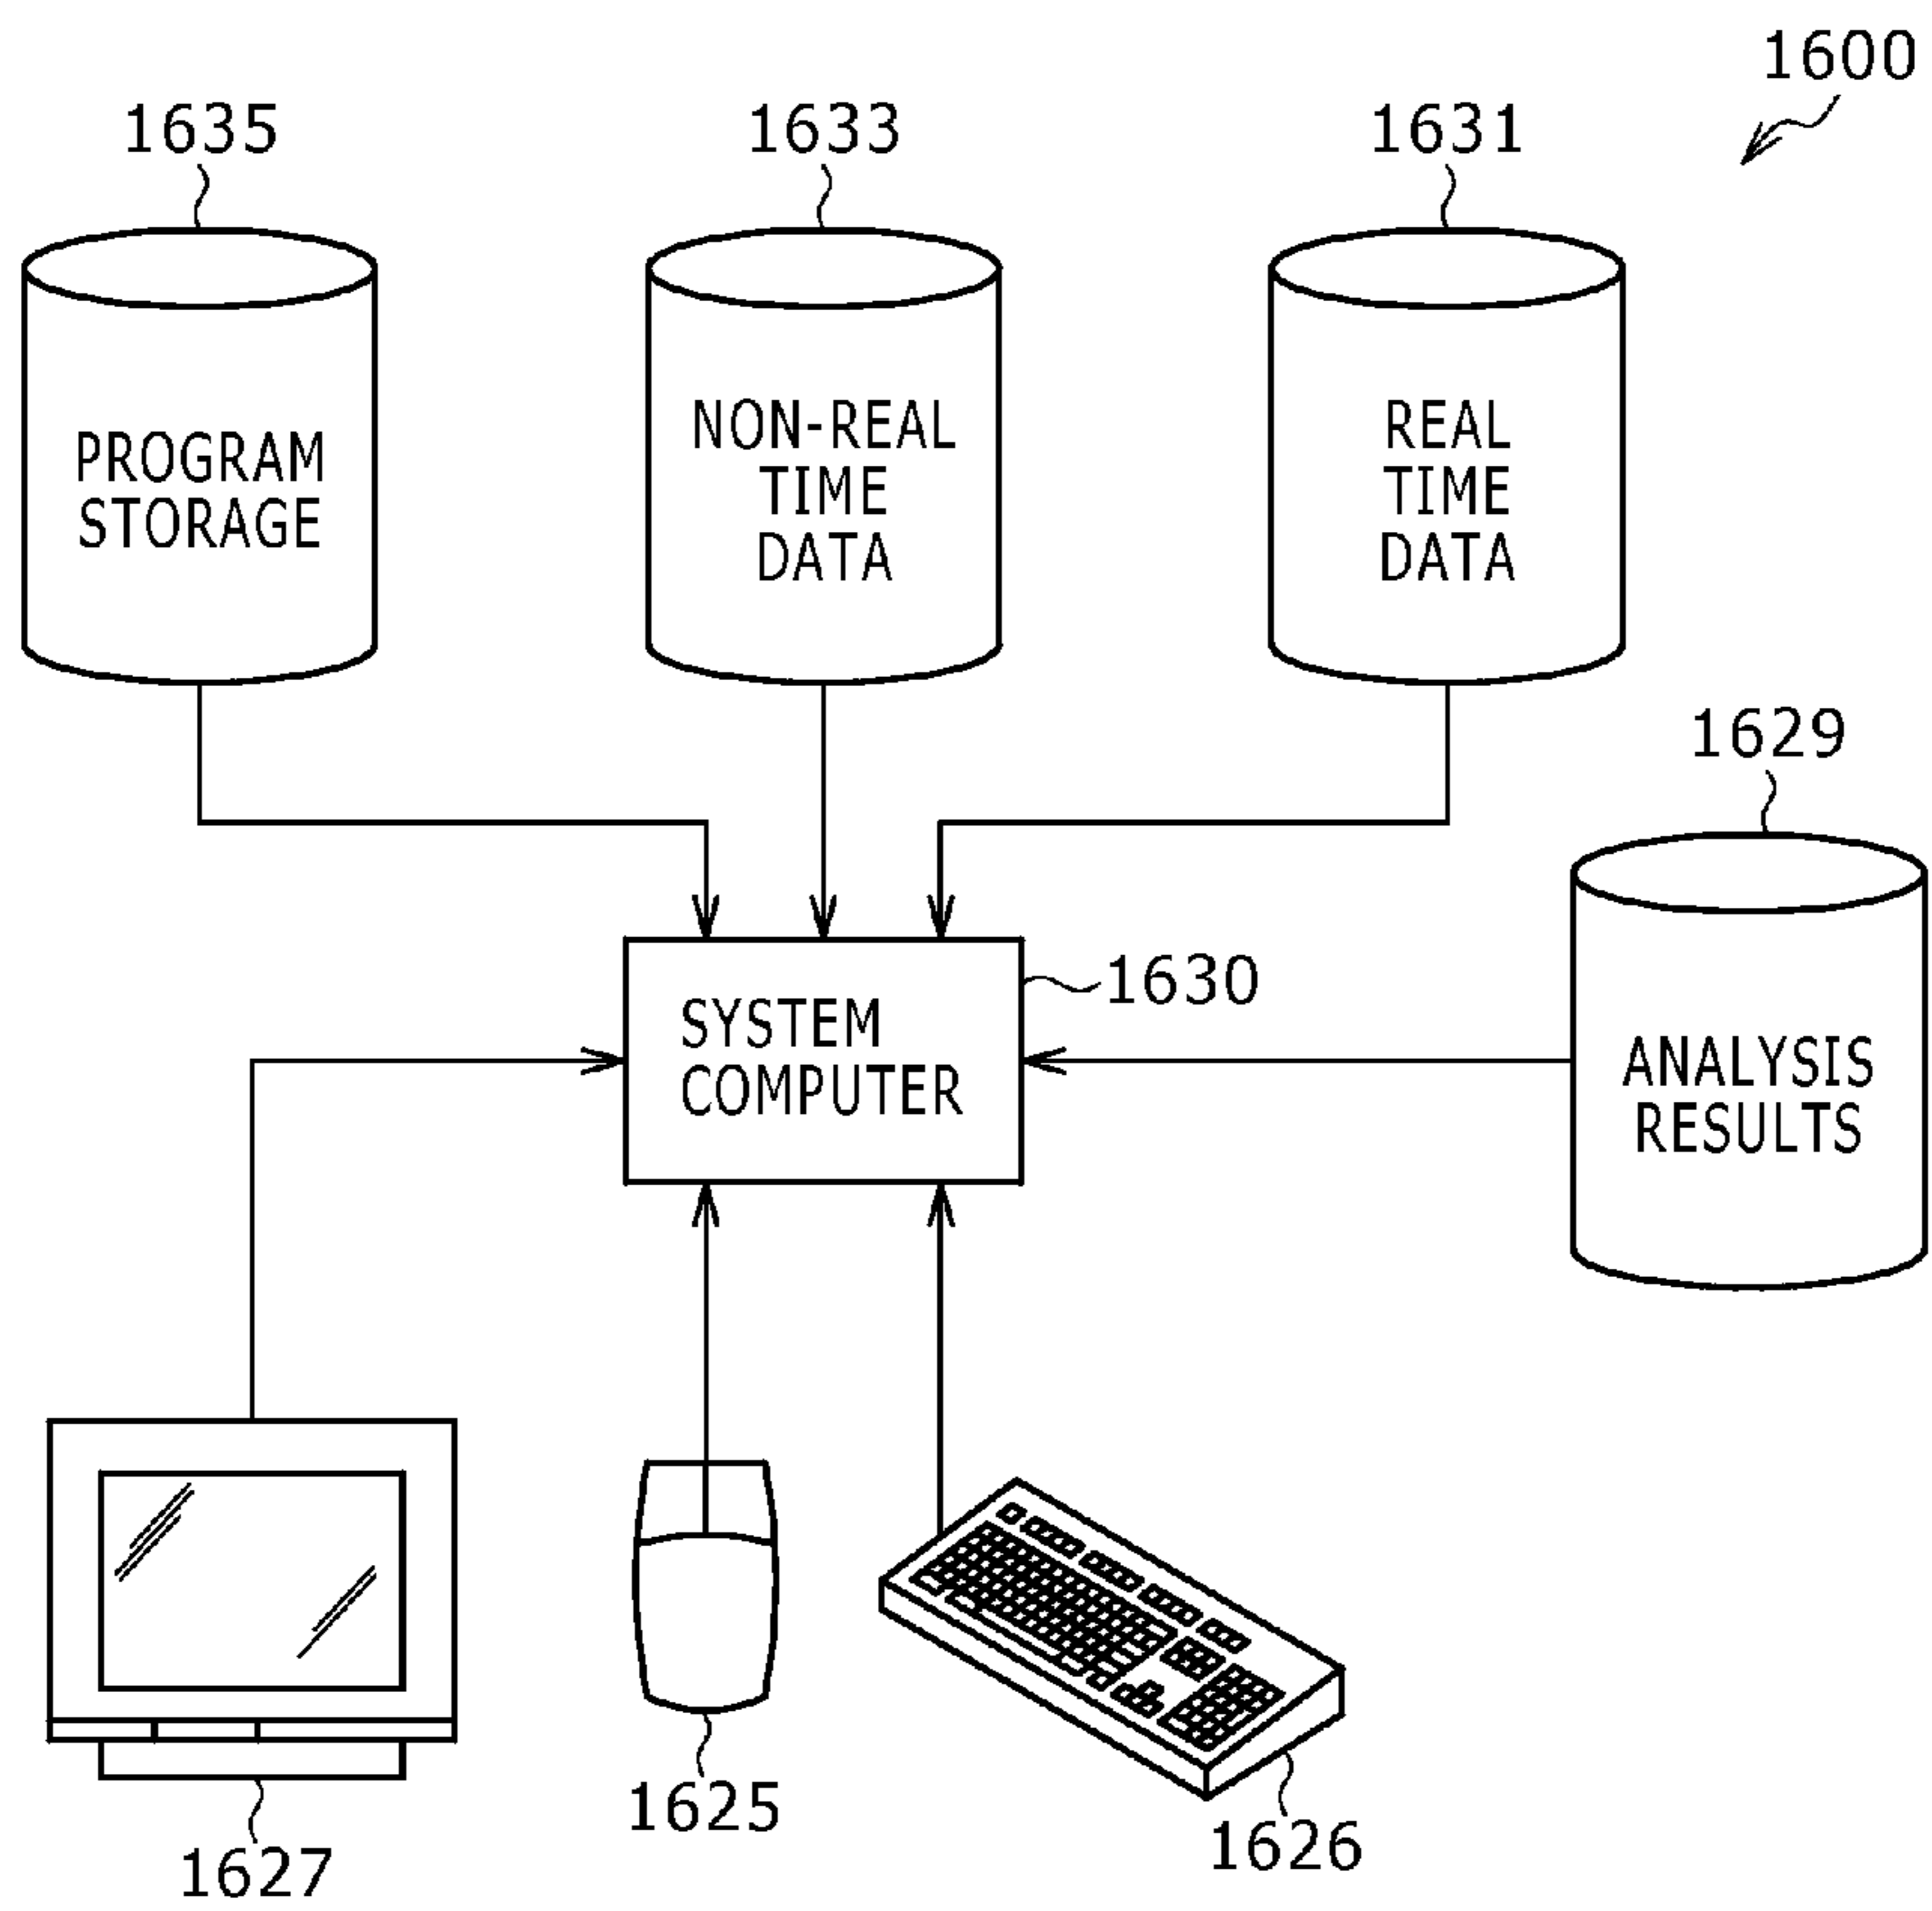 1600
1635
1633
1631
PROGRAM
STORAGE
NON-REAL
TIME
DATA
REAL
TIME
DATA
1629
1630
SYSTEM
COMPUTER
ANALYSIS
RESULTS
1625
1626
1627